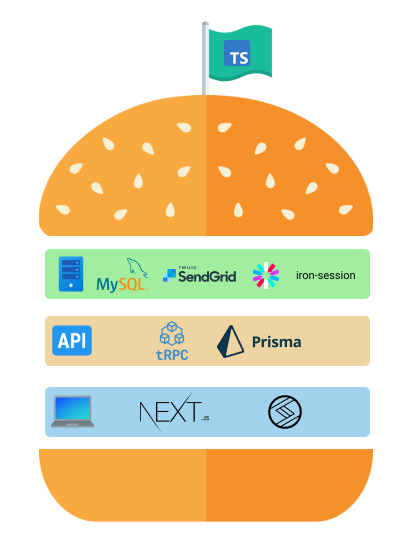 TS
MySQL
TWILIO
SendGrid
iron-session
API
tRPC
Prisma
NEXT.JS